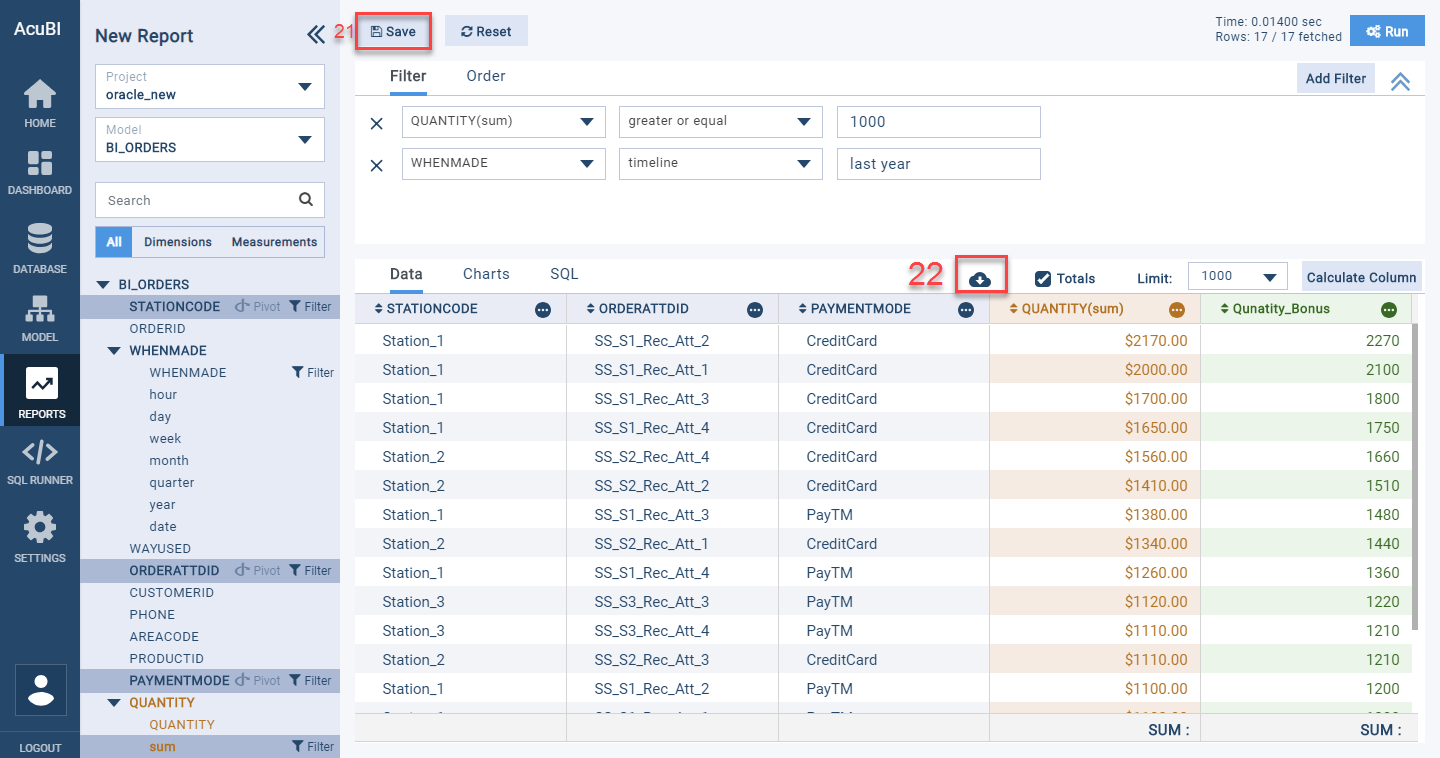 AcuBI
HOME
DASHBOARD
DATABASE
MODEL
REPORTS
SQL RUNNER
SETTINGS
LOGOUT
New Report
Project
oracle_new
Model
BI_ORDERS
Search
All Dimensions Measurements
BI_ORDERS
STATIONCODE Pivot Filter
ORDERID
WHENMADE
WHENMADE Filter
hour
day
week
month
quarter
year
date
WAYUSED
ORDERATTDID Pivot Filter
CUSTOMERID
PHONE
AREACODE
PRODUCTID
PAYMENTMODE Pivot Filter
QUANTITY
QUANTITY
sum Filter
21 Save Reset
Time: 0.01400 sec
Rows: 17 / 17 fetched
Run
Filter Order Add Filter
QUANTITY(sum) greater or equal 1000
WHENMADE timeline last year
Data Charts SQL 22 Totals Limit: 1000 Calculate Column
STATIONCODE ORDERATTDID PAYMENTMODE QUANTITY(sum) Qunatity_Bonus
Station_1 SS_S1_Rec_Att_2 CreditCard $2170.00 2270
Station_1 SS_S1_Rec_Att_1 CreditCard $2000.00 2100
Station_1 SS_S1_Rec_Att_3 CreditCard $1700.00 1800
Station_1 SS_S1_Rec_Att_4 CreditCard $1650.00 1750
Station_2 SS_S2_Rec_Att_4 CreditCard $1560.00 1660
Station_2 SS_S2_Rec_Att_2 CreditCard $1410.00 1510
Station_1 SS_S1_Rec_Att_3 PayTM $1380.00 1480
Station_2 SS_S2_Rec_Att_1 CreditCard $1340.00 1440
Station_1 SS_S1_Rec_Att_4 PayTM $1260.00 1360
Station_3 SS_S3_Rec_Att_3 PayTM $1120.00 1220
Station_3 SS_S3_Rec_Att_4 PayTM $1110.00 1210
Station_2 SS_S2_Rec_Att_3 CreditCard $1110.00 1210
Station_1 SS_S1_Rec_Att_2 PayTM $1100.00 1200
SUM : SUM :